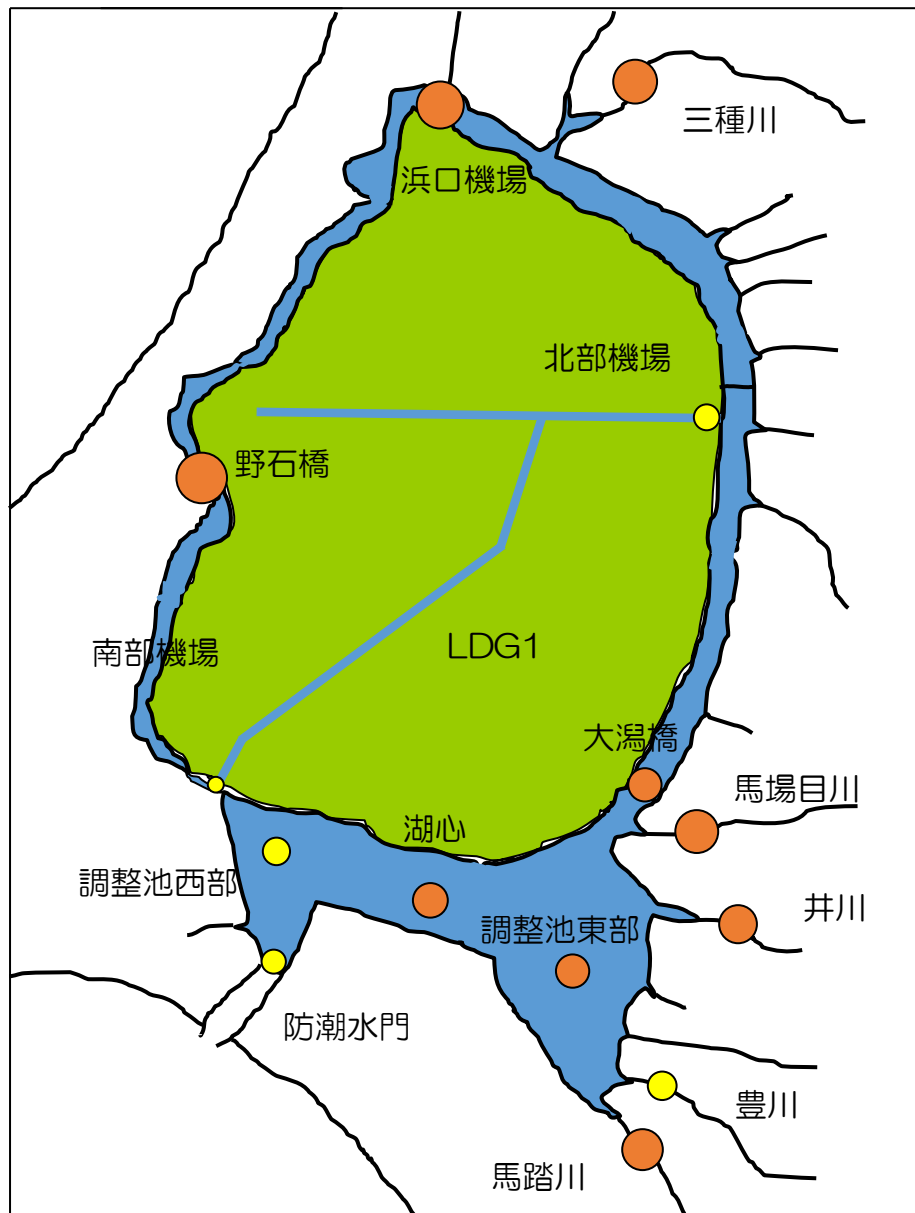 三種川
浜口機場
北部機場
野石橋
南部機場
LDG1
大潟橋
馬場目川
湖心
調整池西部
井川
調整池東部
防潮水門
豊川
馬踏川